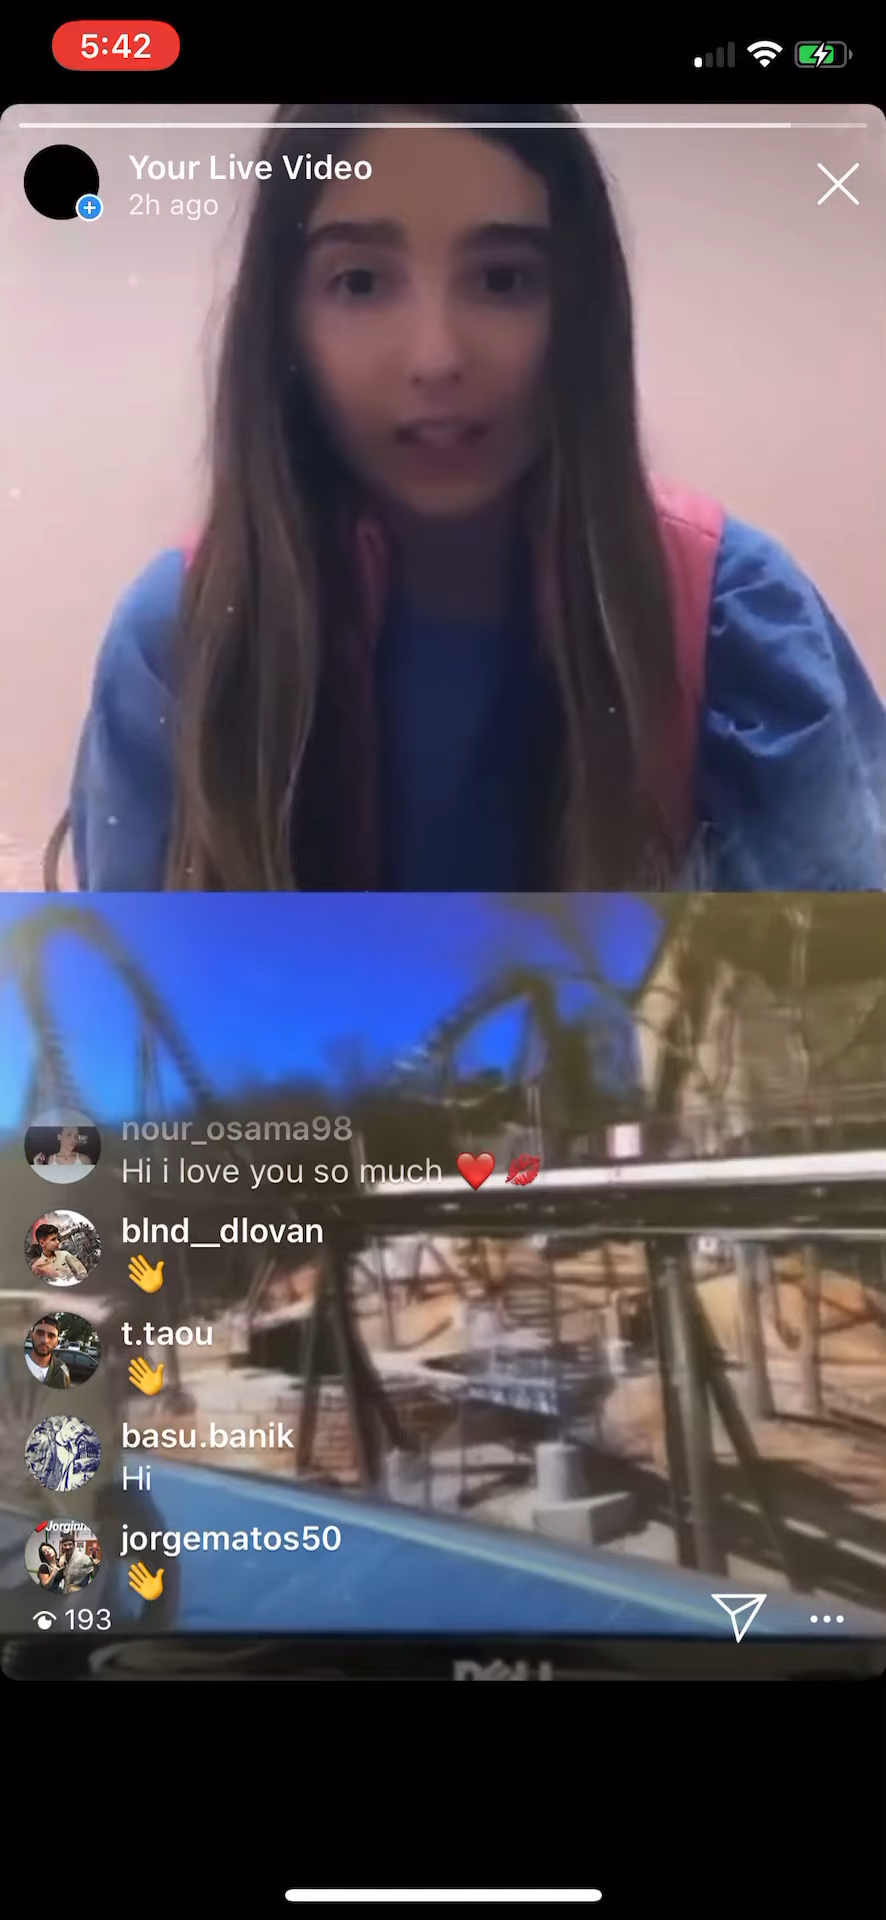 5:42
Your Live Video
2h ago
nour_osama98
Hi i love you so much ❤️ 💋
blnd__dlovan
👋
t.taou
👋
basu.banik
Hi
jorgematos50
👋
193
DELL